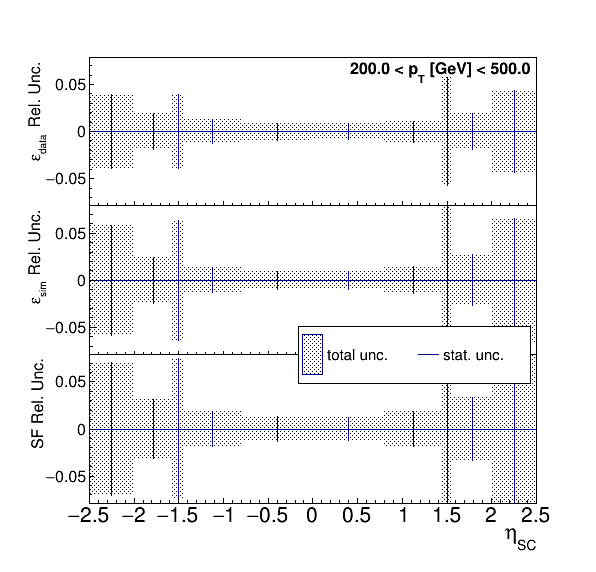 200.0 < p_T [GeV] < 500.0
ε_data Rel. Unc.
0.05
0
−0.05
ε_sim Rel. Unc.
0.05
0
−0.05
total unc.
stat. unc.
SF Rel. Unc.
0.05
0
−0.05
−2.5 −2 −1.5 −1 −0.5 0 0.5 1 1.5 2 2.5
η_SC